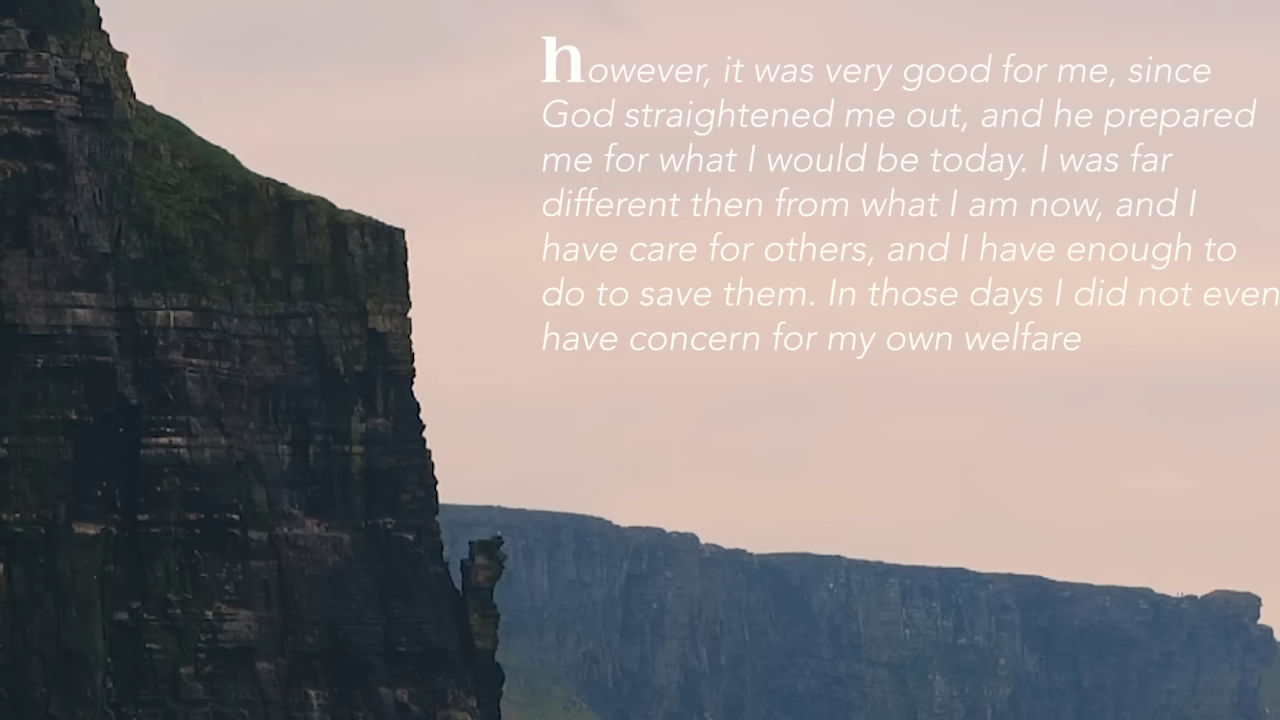 however, it was very good for me, since
God straightened me out, and he prepared
me for what I would be today. I was far
different then from what I am now, and I
have care for others, and I have enough to
do to save them. In those days I did not even
have concern for my own welfare